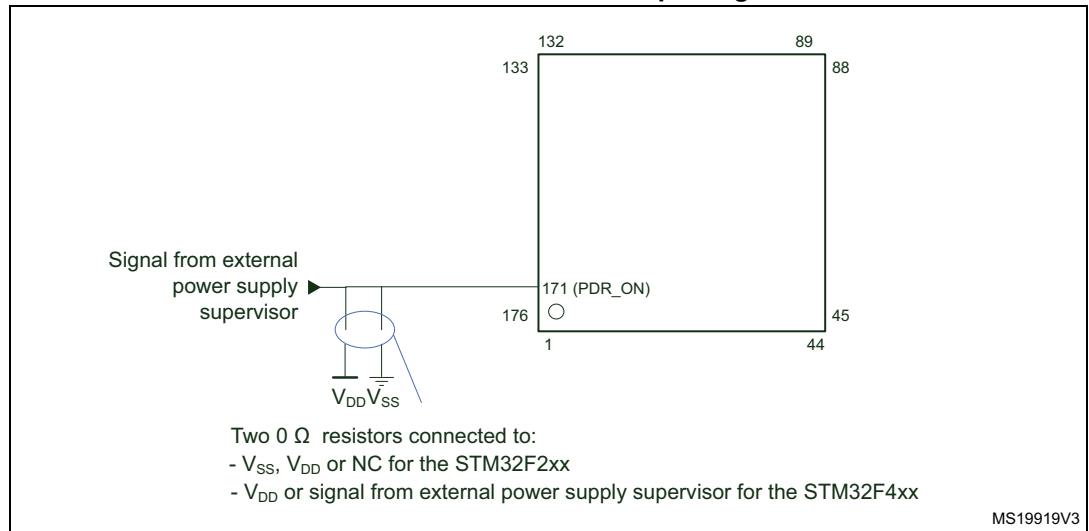 132
89
133
88
Signal from external
power supply
supervisor
171 (PDR_ON)
176
45
1
44
VDD VSS
Two 0 Ω resistors connected to:
- VSS, VDD or NC for the STM32F2xx
- VDD or signal from external power supply supervisor for the STM32F4xx
MS19919V3